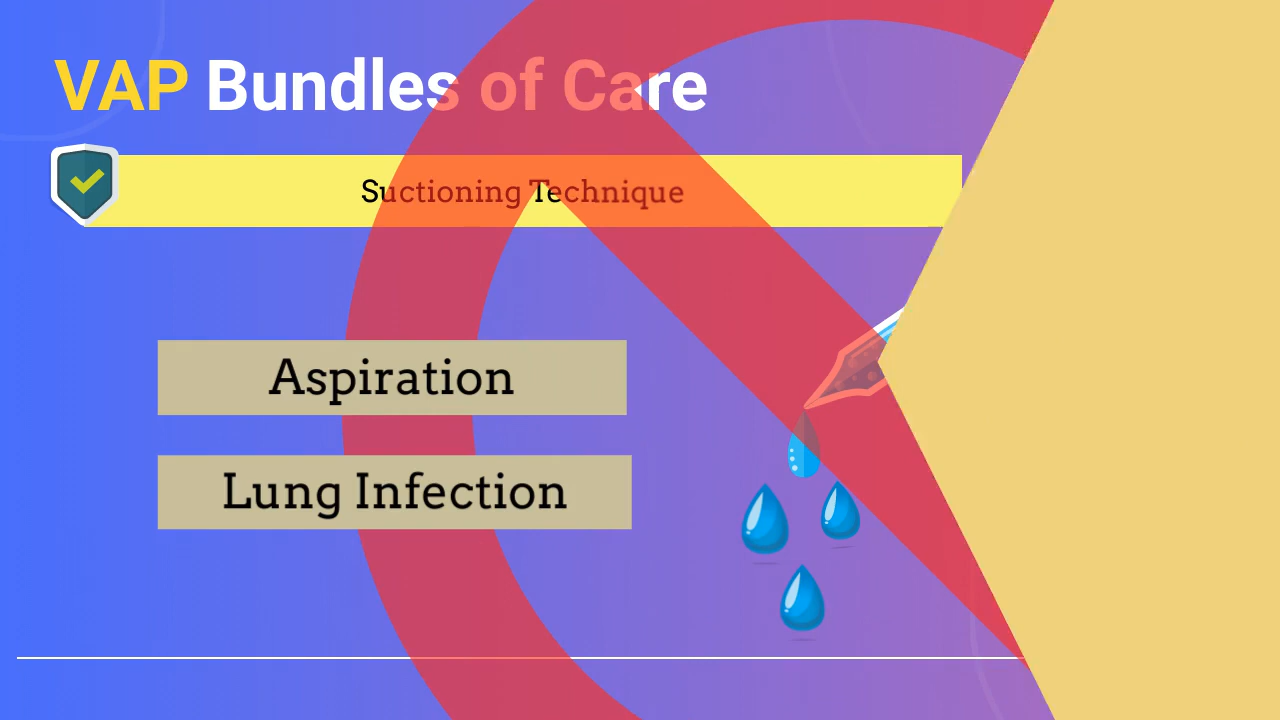 VAP Bundles of Care
Suctioning Technique
Aspiration
Lung Infection